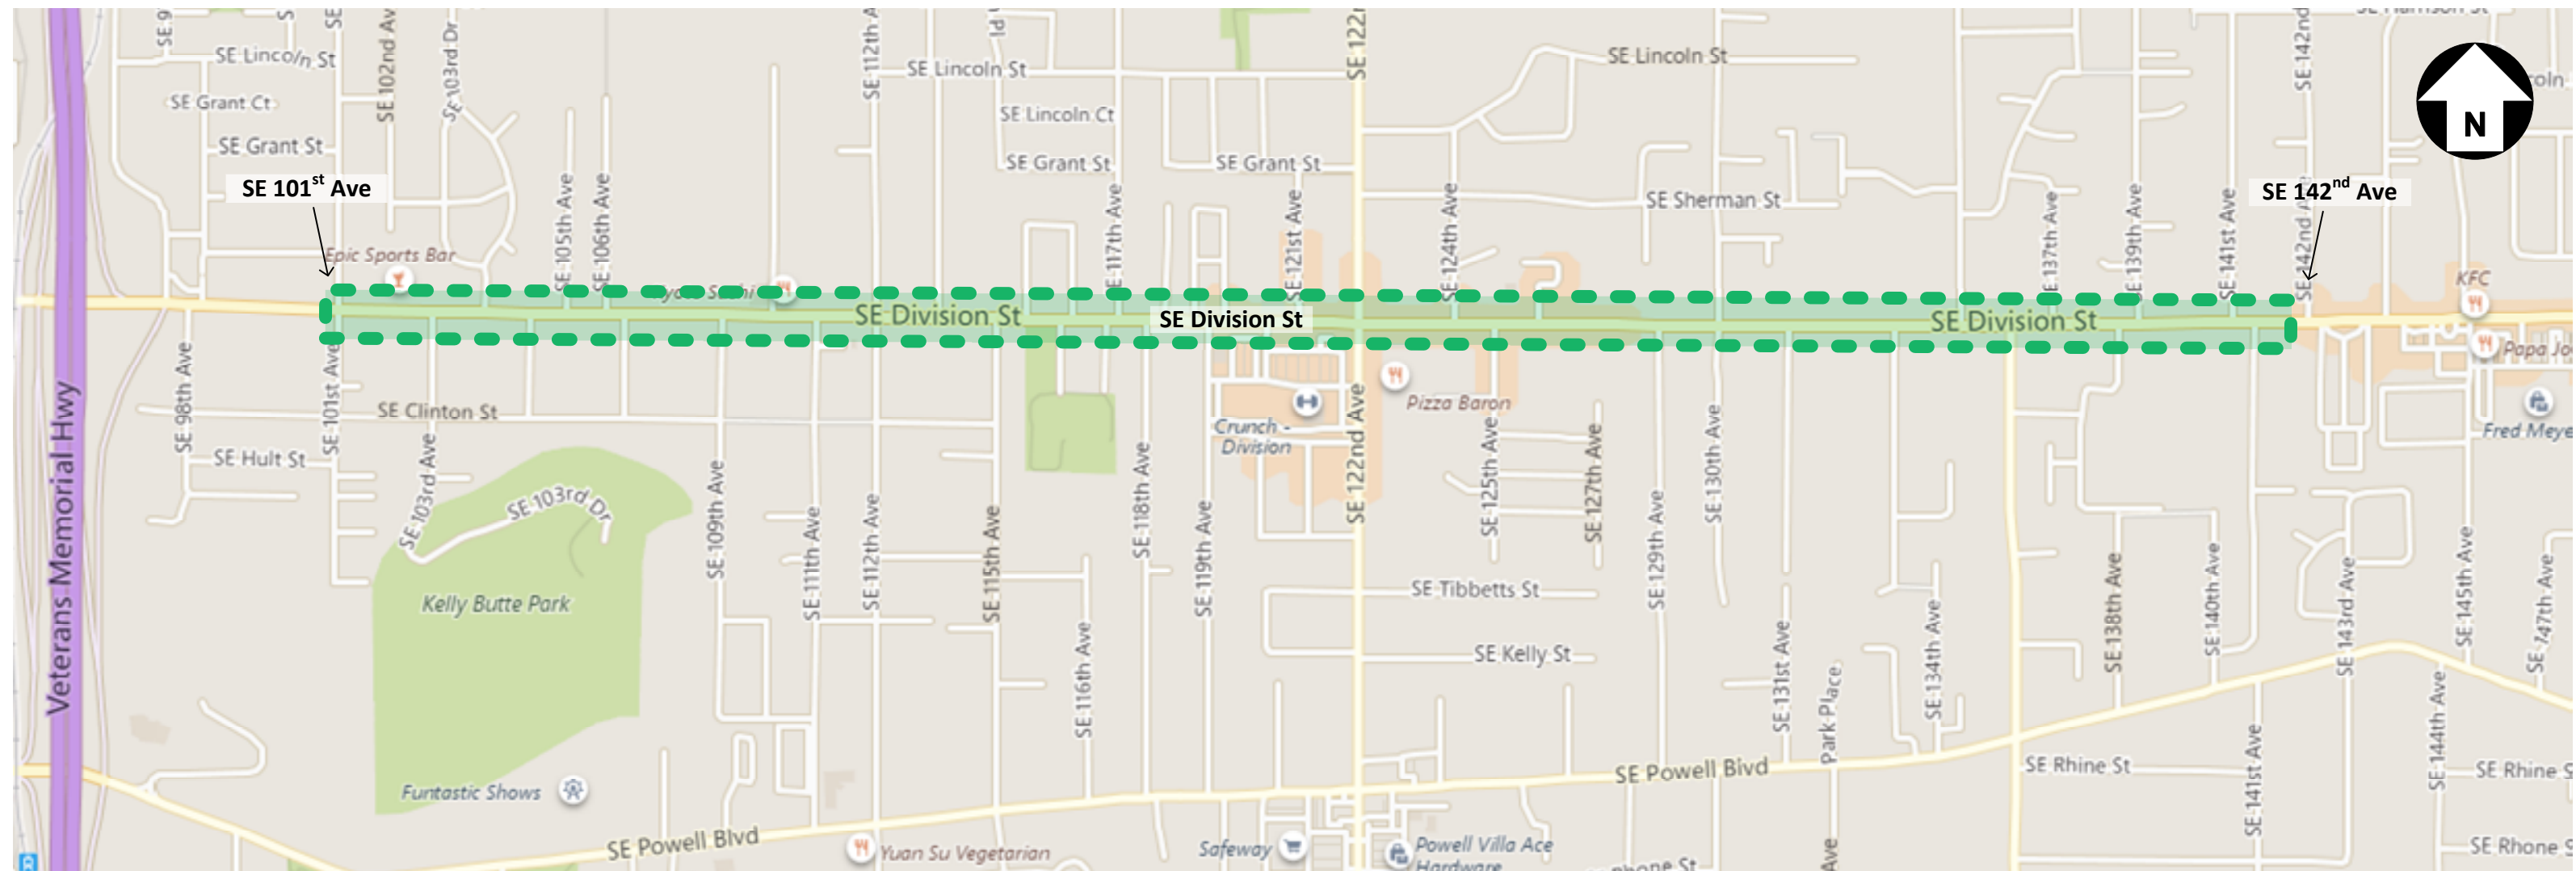 SE Harrison St
SE 102nd Av
SE 103rd Dr
SE 112th A
Pl
SE 122
SE 142nd
SE Lincoln St
SE Lincoln St
SE Lincoln St
coln
SE Grant Ct
SE Lincoln Ct
N
SE Grant St
SE Grant St
SE Grant St
SE 101st Ave
SE 142nd Ave
SE Sherman St
SE 105th Ave
SE 106th Ave
E 117th Ave
SE 121st Ave
SE 124th Ave
E 137th Ave
SE 139th Ave
SE 141st Ave
SE 142nd Ave
Epic Sports Bar
KFC
SE Division St
SE Division St
SE Division St
Papa Jo
SE 98th Ave
SE 101st Ave
SE Clinton St
Pizza Baron
Crunch -
Division
SE 122nd Ave
Fred Meye
SE Hult St
SE 103rd Ave
SE 103rd Dr
SE 109th Ave
SE 111th Ave
SE 112th Ave
SE 115th Ave
SE 118th Ave
SE 119th Ave
SE 125th Ave
SE 127th Ave
SE 129th Ave
SE 130th Ave
Veterans Memorial Hwy
Kelly Butte Park
SE Tibbetts St
SE Kelly St
SE 116th Ave
SE 131st Ave
Park Place
SE 134th Ave
SE 138th Ave
SE 140th Ave
SE 143rd Ave
SE 145th Ave
SE 147th Ave
SE 141st Ave
SE 144th Ave
Funtastic Shows
SE Powell Blvd
SE Rhine St
SE Rhine S
SE Powell Blvd
Yuan Su Vegetarian
Safeway
Powell Villa Ace
Hardware
Ave
SE Rhone S